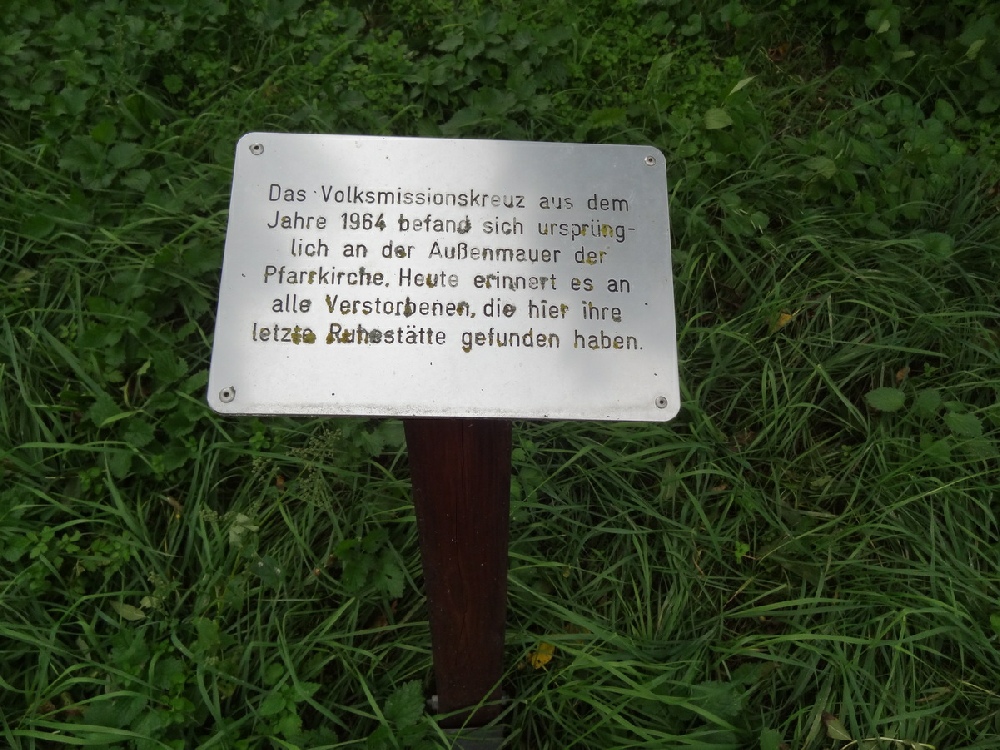 Das Volksmissionskreuz aus dem
Jahre 1964 befand sich ursprüng-
lich an der Außenmauer der
Pfarrkirche. Heute erinnert es an
alle Verstorbenen, die hier ihre
letzte Ruhestätte gefunden haben.